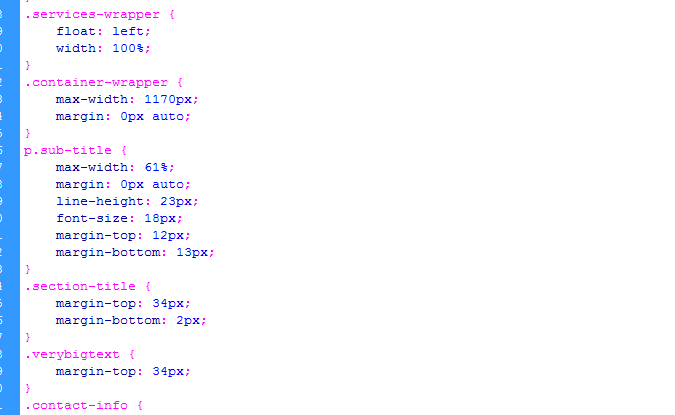 .services-wrapper {
float: left;
width: 100%;
}
.container-wrapper {
max-width: 1170px;
margin: 0px auto;
}
p.sub-title {
max-width: 61%;
margin: 0px auto;
line-height: 23px;
font-size: 18px;
margin-top: 12px;
margin-bottom: 13px;
}
.section-title {
margin-top: 34px;
margin-bottom: 2px;
}
.verybigtext {
margin-top: 34px;
}
.contact-info {